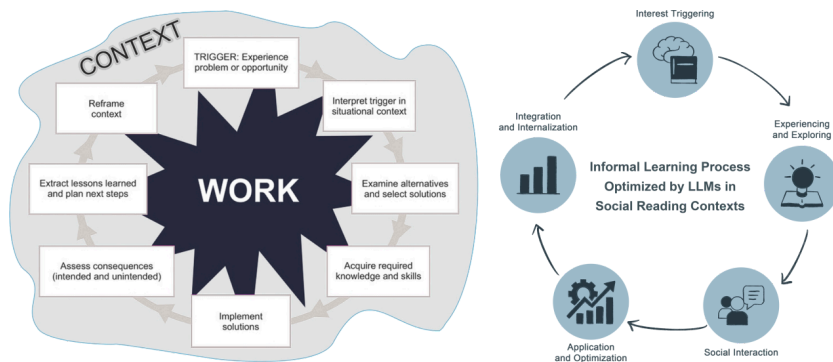 CONTEXT
TRIGGER: Experience
problem or opportunity
Interpret trigger in
situational context
Examine alternatives
and select solutions
Acquire required
knowledge and skills
Implement
solutions
Assess consequences
(intended and unintended)
Extract lessons learned
and plan next steps
Reframe
context
WORK
Interest Triggering
Experiencing
and Exploring
Social Interaction
Application
and Optimization
Integration
and Internalization
Informal Learning Process
Optimized by LLMs in
Social Reading Contexts